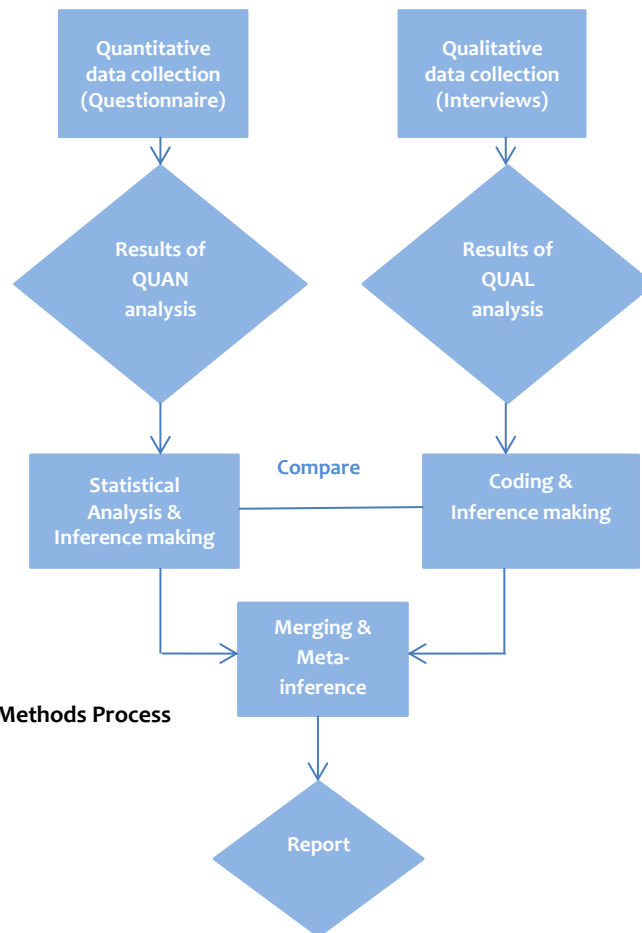 Quantitative
data collection
(Questionnaire)
Qualitative
data collection
(Interviews)
Results of
QUAN
analysis
Results of
QUAL
analysis
Compare
Statistical
Analysis &
Inference making
Coding &
Inference making
Merging &
Meta-
inference
Methods Process
Report